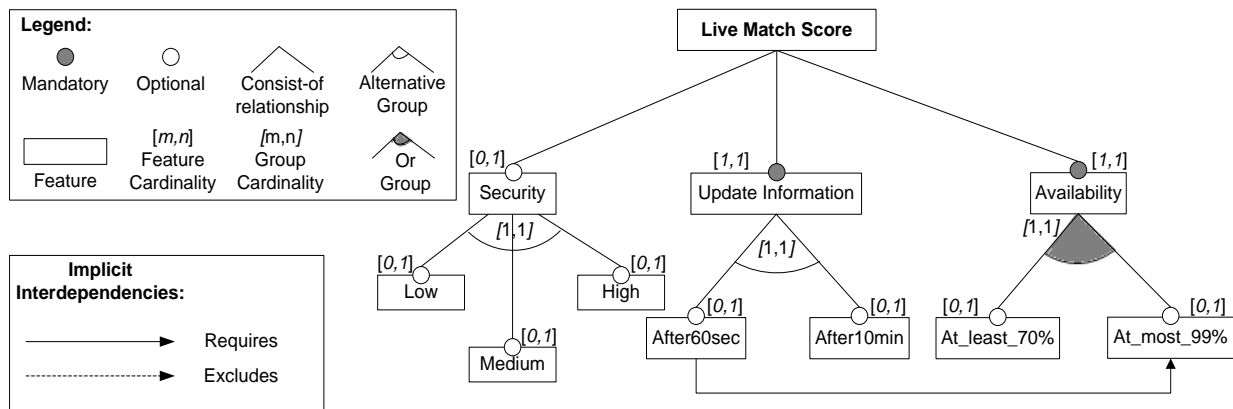 Legend:
Mandatory
Optional
Consist-of
relationship
Alternative
Group
Feature
[m,n]
Feature
Cardinality
[m,n]
Group
Cardinality
Or
Group
Implicit
Interdependencies:
Requires
Excludes
Live Match Score
[0,1]
Security
[1,1]
Update Information
[1,1]
Availability
[1,1]
[1,1]
[1,1]
[0,1]
Low
[0,1]
Medium
[0,1]
High
[0,1]
After60sec
[0,1]
After10min
[0,1]
At_least_70%
[0,1]
At_most_99%